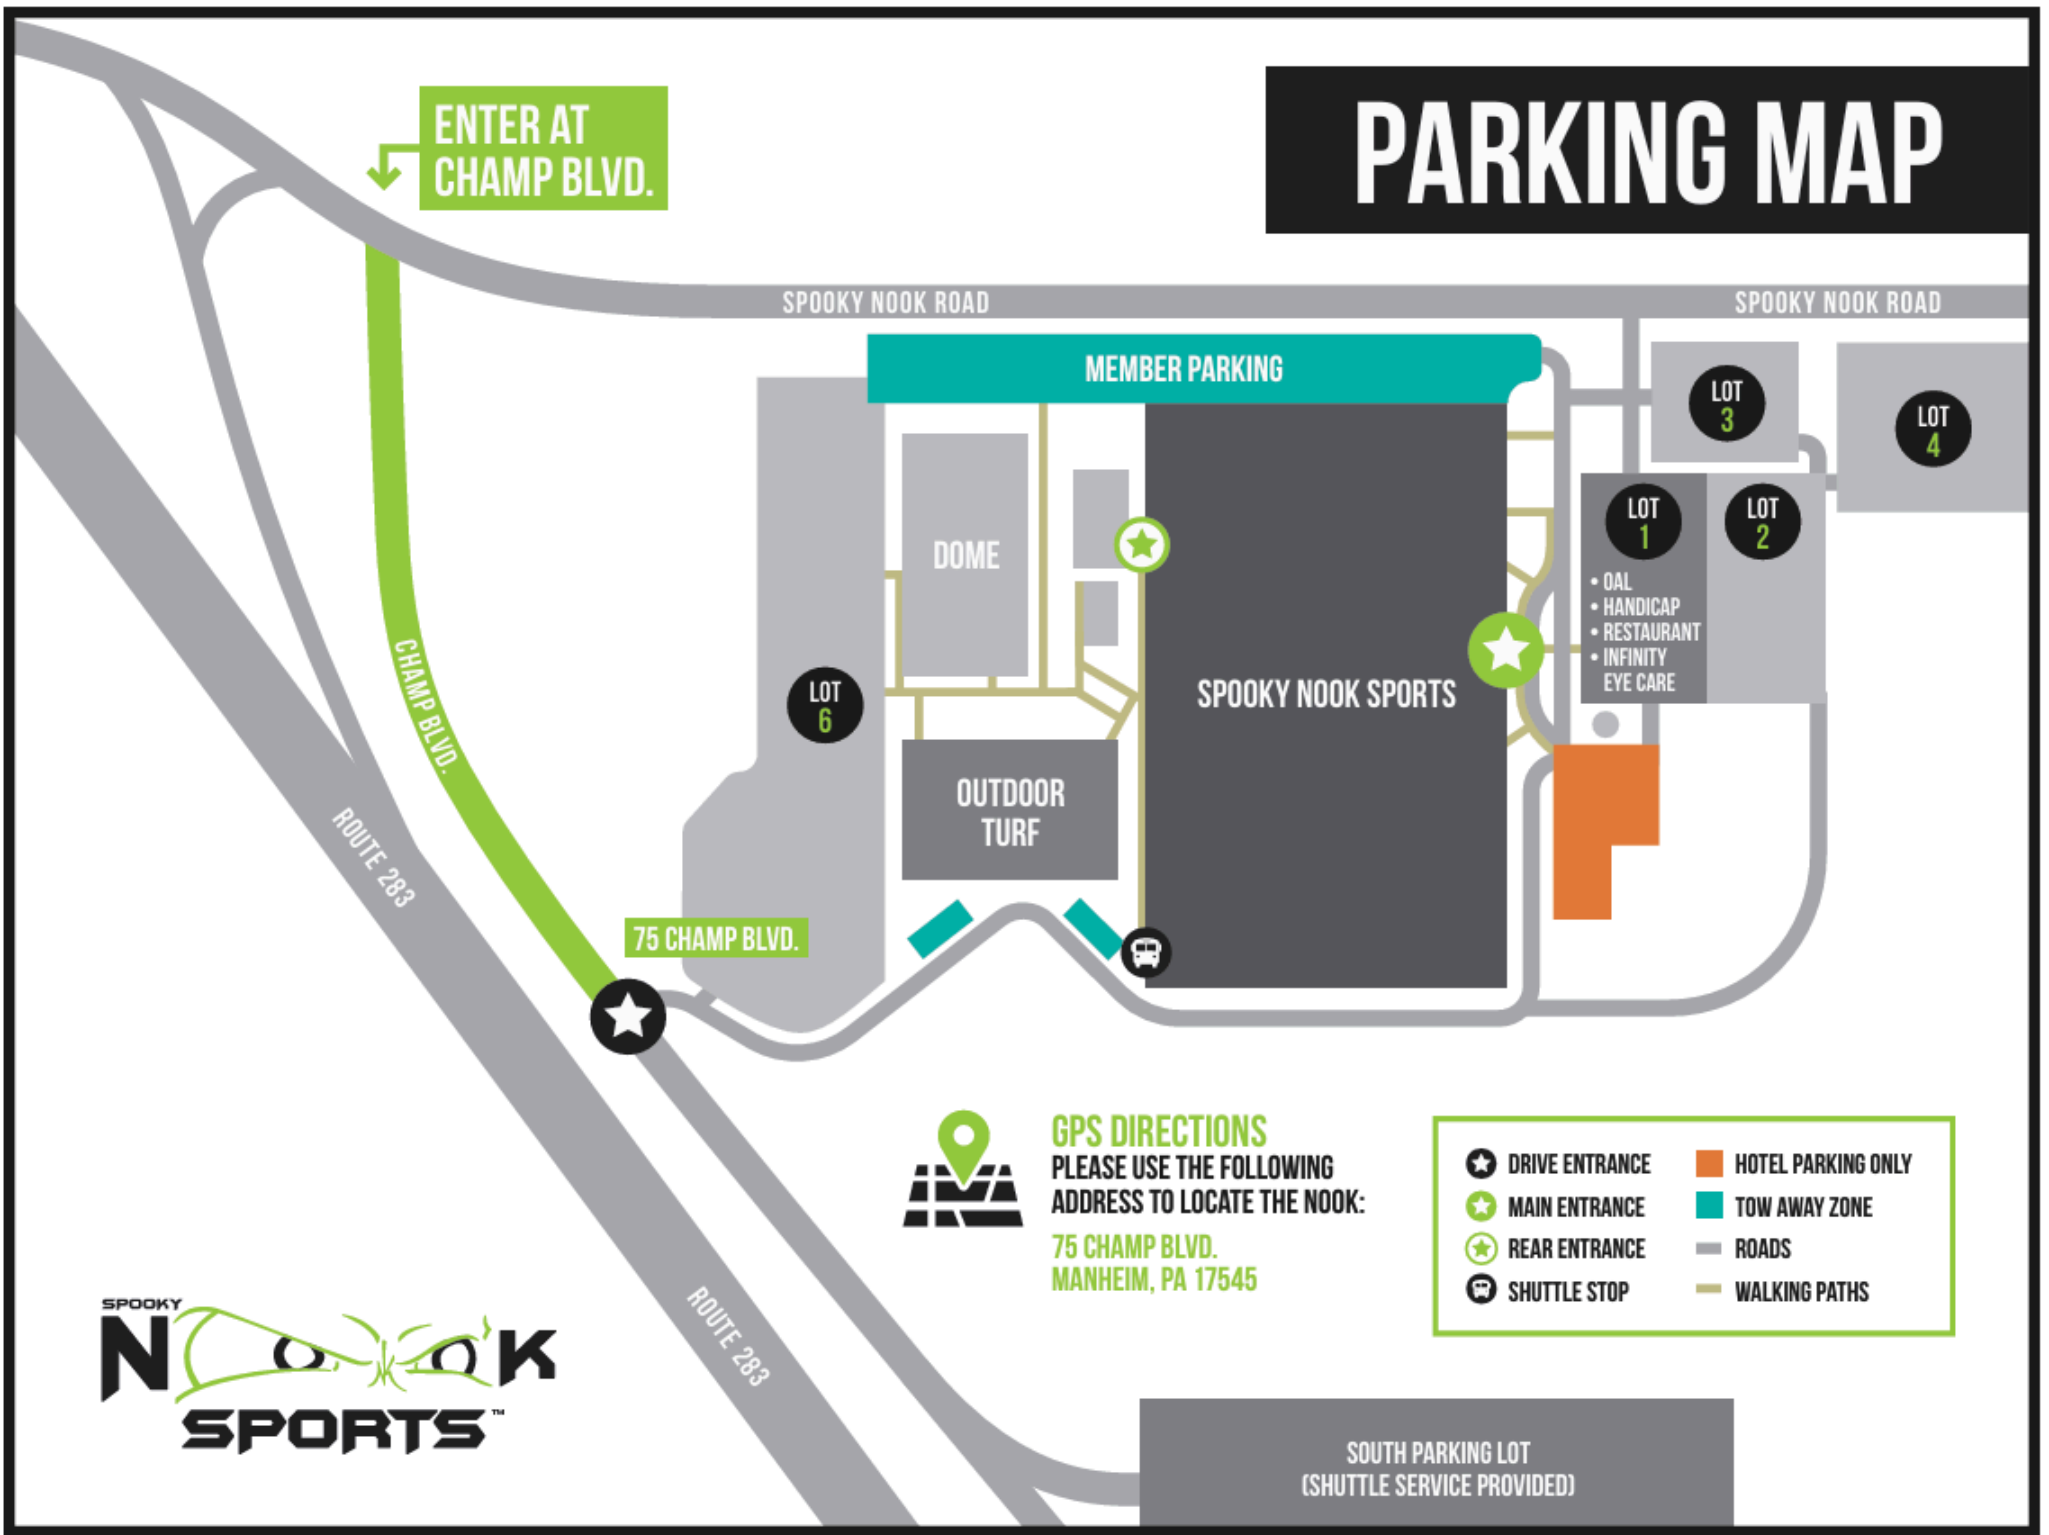 ENTER AT
CHAMP BLVD.
PARKING MAP
SPOOKY NOOK ROAD
SPOOKY NOOK ROAD
MEMBER PARKING
LOT
3
LOT
4
LOT
1
LOT
2
• OAL
• HANDICAP
• RESTAURANT
• INFINITY
EYE CARE
DOME
CHAMP BLVD.
LOT
6
SPOOKY NOOK SPORTS
OUTDOOR
TURF
ROUTE 283
75 CHAMP BLVD.
GPS DIRECTIONS
PLEASE USE THE FOLLOWING
ADDRESS TO LOCATE THE NOOK:
75 CHAMP BLVD.
MANHEIM, PA 17545
DRIVE ENTRANCE
MAIN ENTRANCE
REAR ENTRANCE
SHUTTLE STOP
HOTEL PARKING ONLY
TOW AWAY ZONE
ROADS
WALKING PATHS
ROUTE 283
SPOOKY
NOOK
SPORTS™
SOUTH PARKING LOT
(SHUTTLE SERVICE PROVIDED)